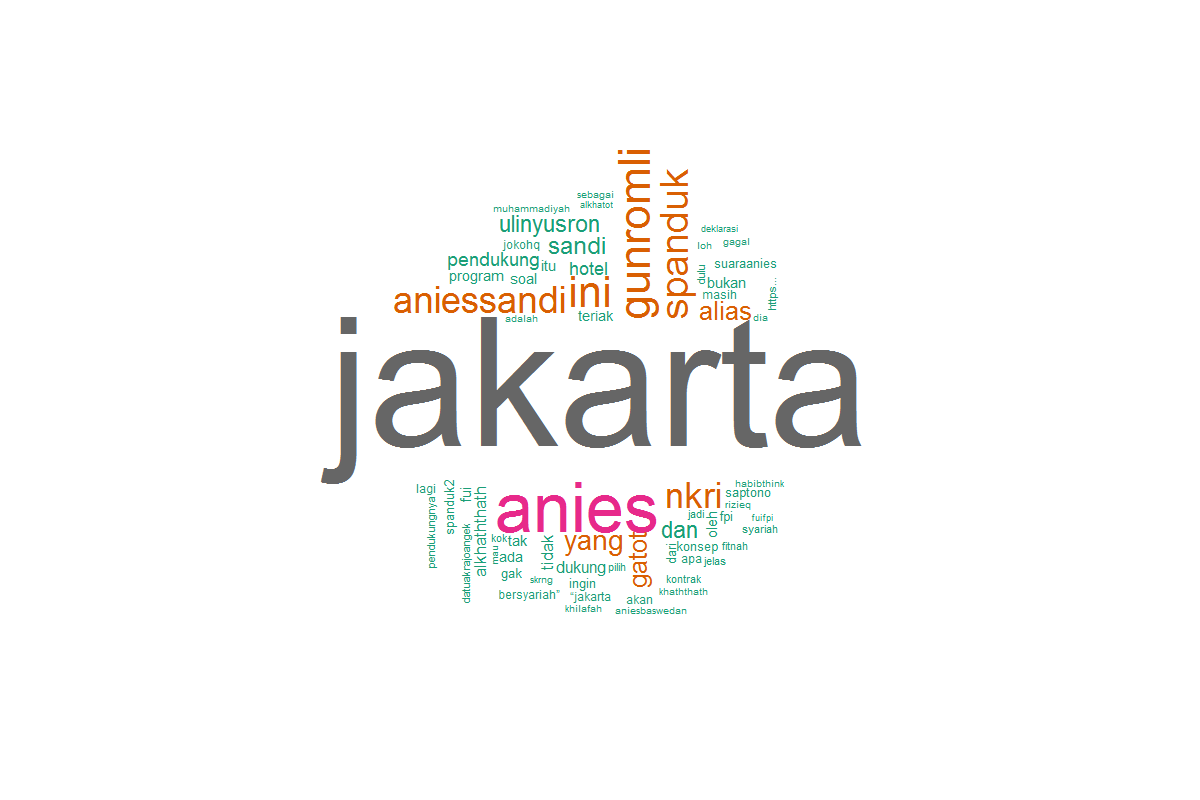 sebagai
alkhatot
muhammadiyah
ulinyusron
jokohq
sandi
pendukung
itu
hotel
program
soal
aniessandi
ini
adalah
teriak
gunromli
spanduk
deklarasi
loh
gagal
dulu
suaraanies
bukan
masih
https...
alias
dia
jakarta
lagi
pendukungnya
spanduk2
fui
datuakrajoangek
alkhaththath
anies
nkri
habibthink
saptono
rizieq
jadi
fpi
fuifpi
oleh
syariah
dan
kok
tak
mau
ada
tidak
yang
gatot
dari
konsep
fitnah
apa
jelas
gak
skrng
dukung
pilih
ingin
kontrak
khaththath
bersyariah”
“jakarta
akan
khilafah
aniesbaswedan